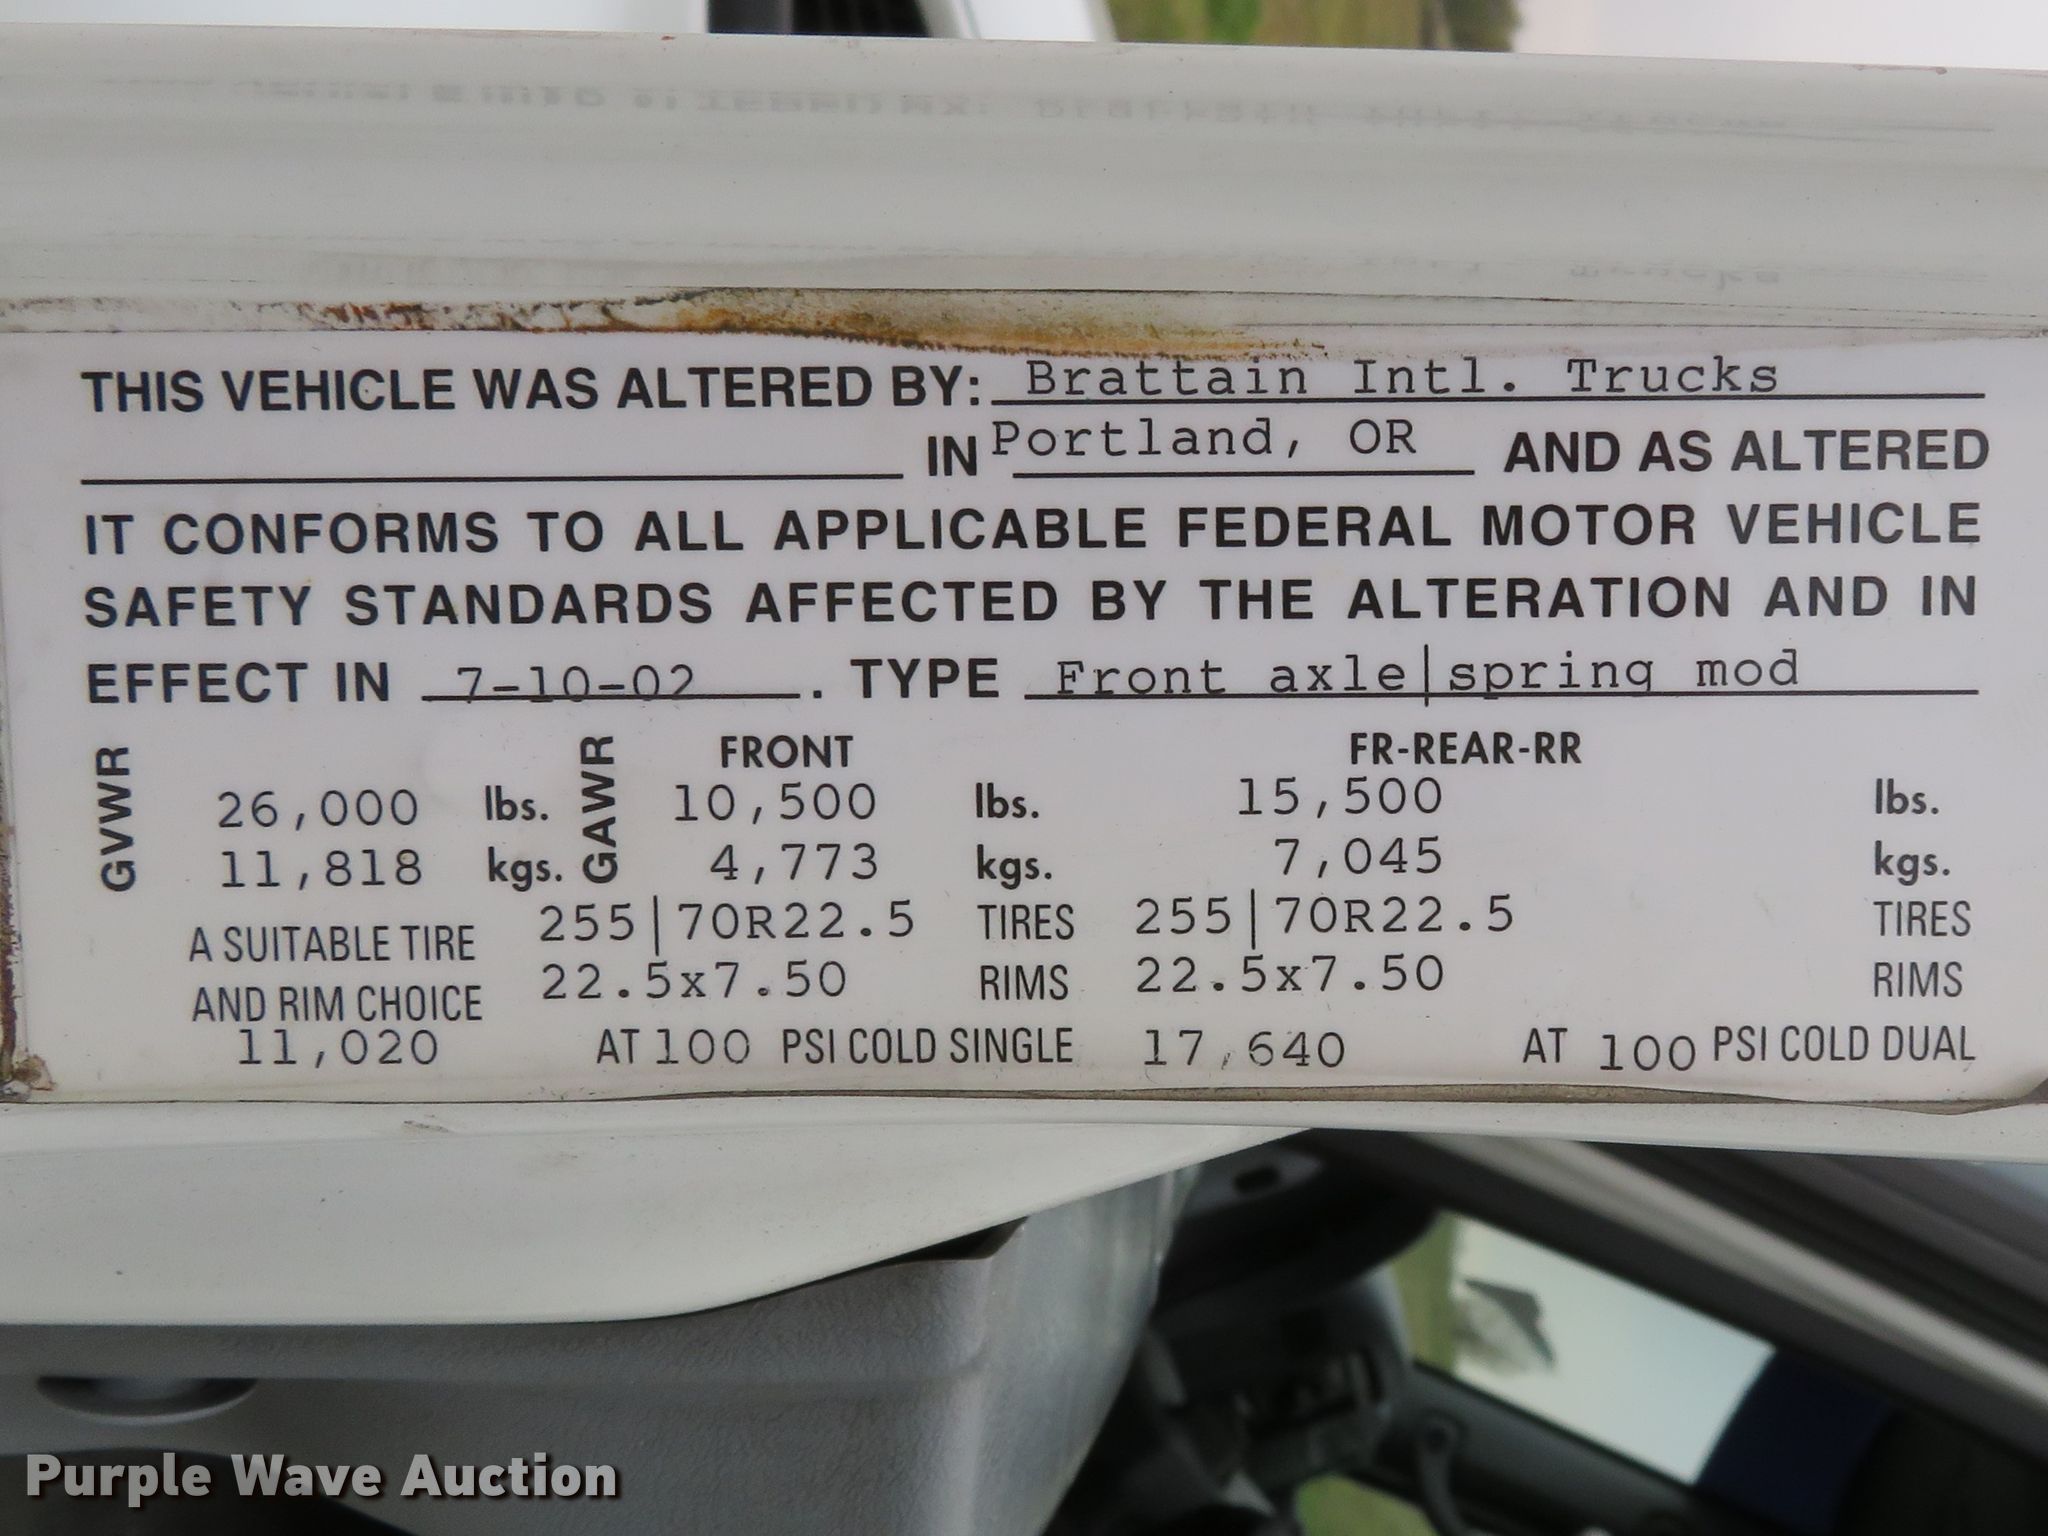 THIS VEHICLE WAS ALTERED BY: Brattain Intl. Trucks
IN Portland, OR AND AS ALTERED
IT CONFORMS TO ALL APPLICABLE FEDERAL MOTOR VEHICLE
SAFETY STANDARDS AFFECTED BY THE ALTERATION AND IN
EFFECT IN 7-10-02. TYPE Front axle|spring mod
GVWR GAWR FRONT FR-REAR-RR
26,000 lbs. 10,500 lbs. 15,500 lbs.
11,818 kgs. 4,773 kgs. 7,045 kgs.
A SUITABLE TIRE 255|70R22.5 TIRES 255|70R22.5 TIRES
AND RIM CHOICE 22.5x7.50 RIMS 22.5x7.50 RIMS
11,020 AT 100 PSI COLD SINGLE 17,640 AT 100 PSI COLD DUAL
Purple Wave Auction